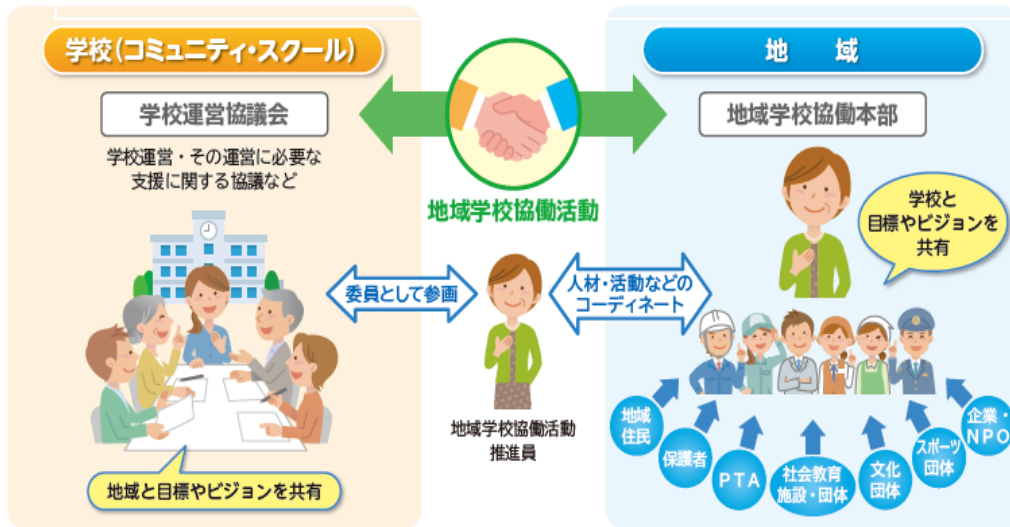 学校(コミュニティ・スクール)
学校運営協議会
学校運営・その運営に必要な
支援に関する協議など
地域と目標やビジョンを共有
地域学校協働活動
委員として参画
人材・活動などの
コーディネート
地域学校協働活動
推進員
地　域
地域学校協働本部
学校と
目標やビジョンを
共有
地域
住民
保護者
PTA
社会教育
施設・団体
文化
団体
スポーツ
団体
企業・
NPO